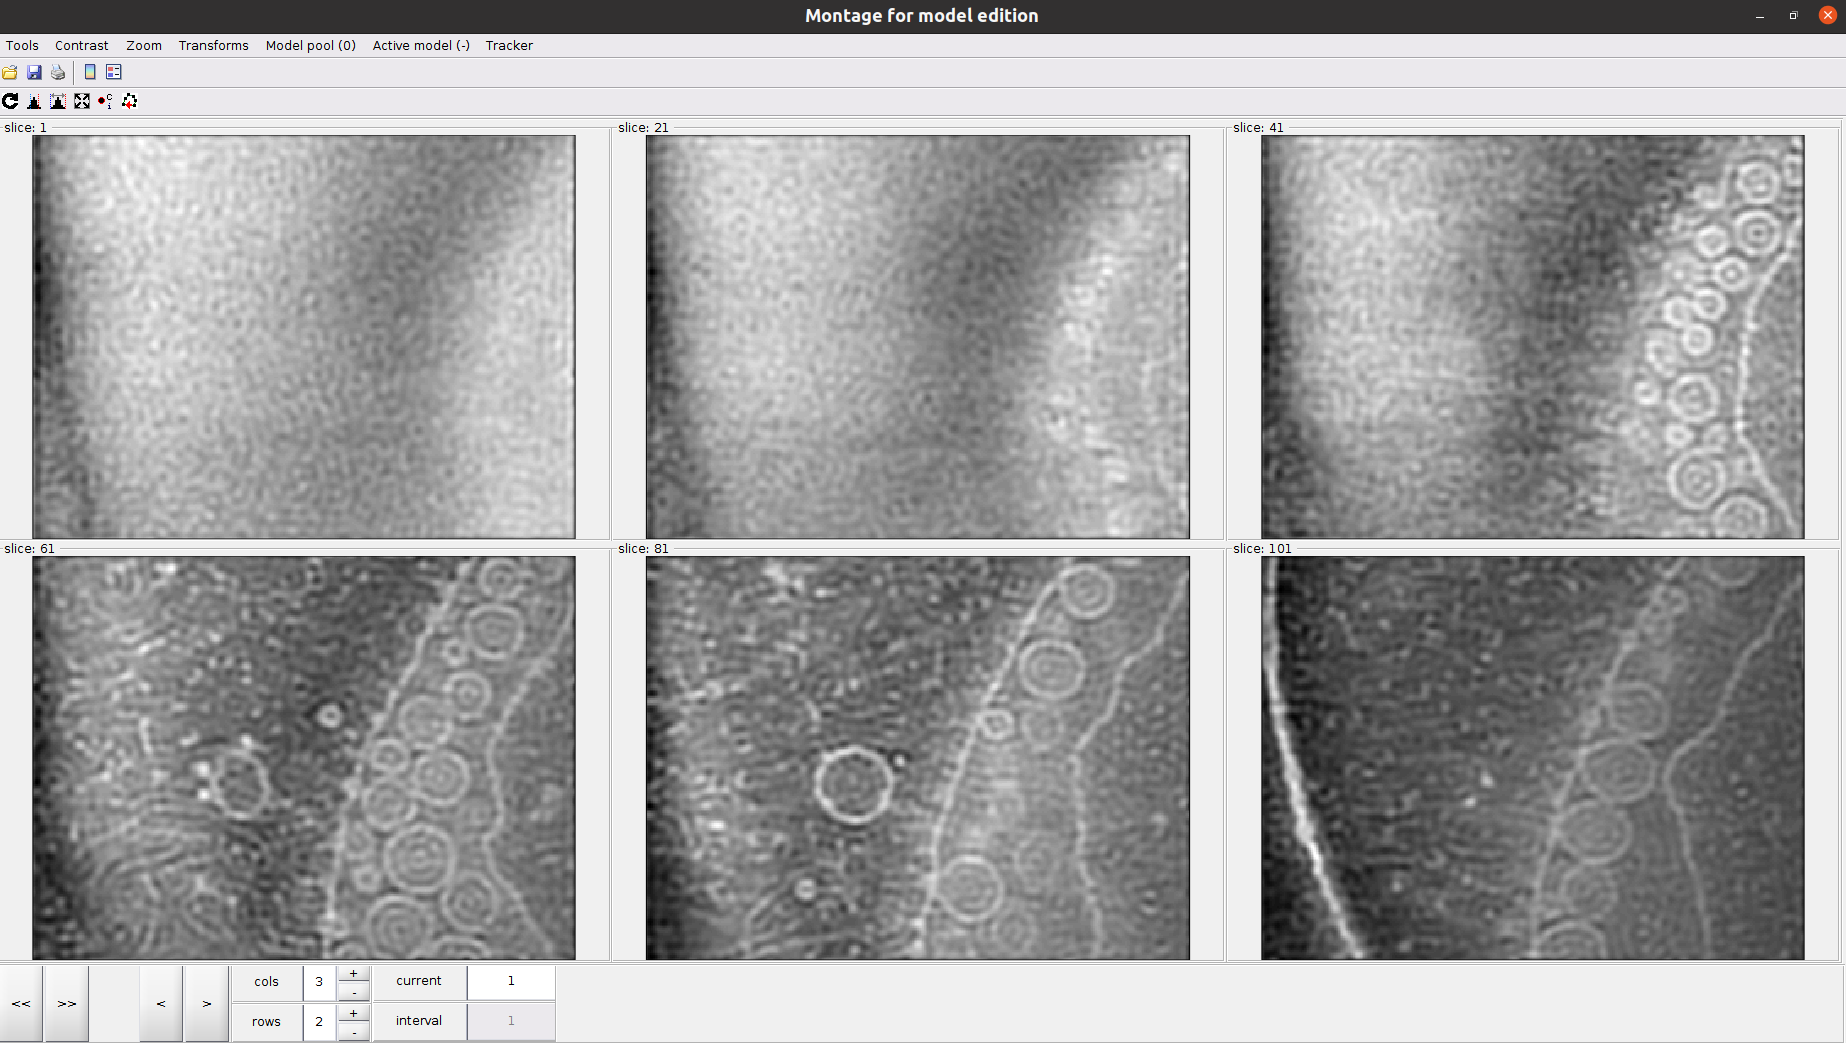 Montage for model edition
Tools Contrast Zoom Transforms Model pool (0) Active model (-) Tracker
C
i
slice: 1
slice: 21
slice: 41
slice: 61
slice: 81
slice: 101
<< >> < >
cols 3 + - current 1
rows 2 + - interval 1